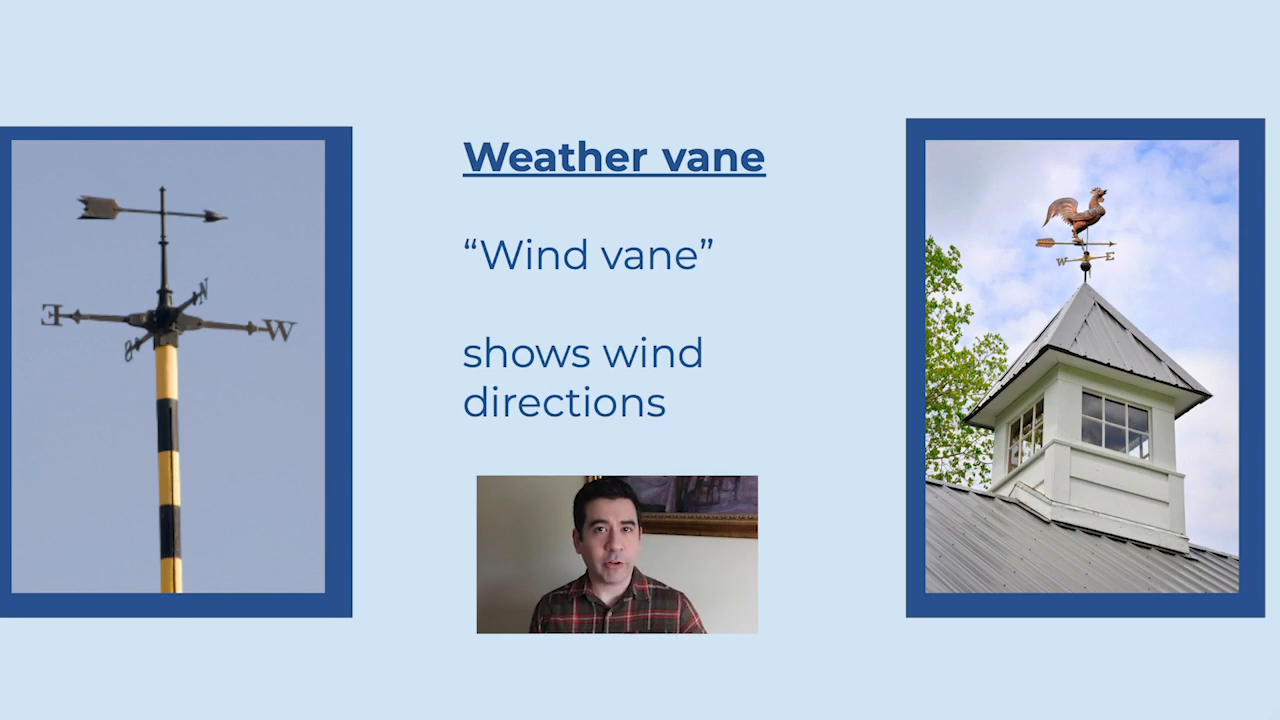 Weather vane
“Wind vane”
shows wind
directions
N
E
W
S
W
E